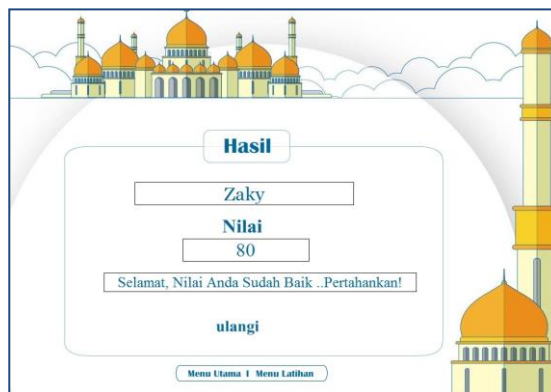 Hasil
Zaky
Nilai
80
Selamat, Nilai Anda Sudah Baik ..Pertahankan!
ulangi
Menu Utama I Menu Latihan